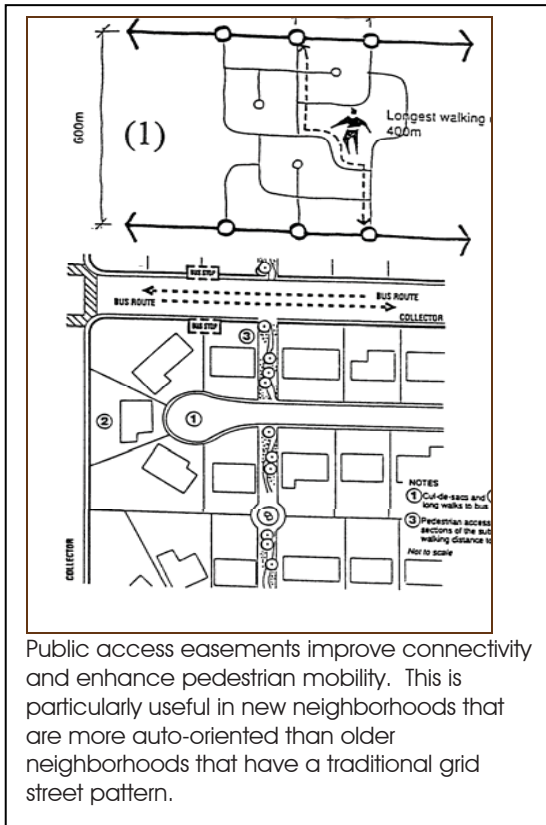 600m
(1)
Longest walking
400m
BUS STOP
BUS ROUTE
BUS ROUTE
COLLECTOR
BUS STOP
3
2
1
COLLECTOR
NOTES
1 Cul-de-sacs and
long walks to bus
3 Pedestrian access
sections of the sub
walking distance to
Not to scale
Public access easements improve connectivity
and enhance pedestrian mobility.  This is
particularly useful in new neighborhoods that
are more auto-oriented than older
neighborhoods that have a traditional grid
street pattern.